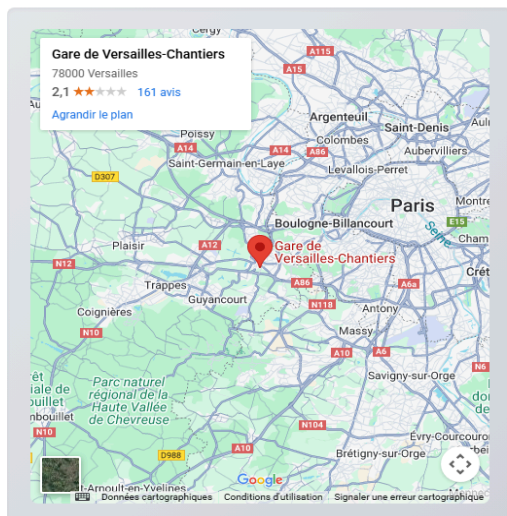 Gare de Versailles-Chantiers
78000 Versailles
2,1 161 avis
Agrandir le plan
Cergy
A115
A15
Argenteuil
Saint-Denis
Poissy
Colombes
Aubervilliers
A14
A14
A86
Saint-Germain-en-Laye
Levallois-Perret
D307
Paris
Boulogne-Billancourt
E15
Seine
Plaisir
A12
Gare de
Versailles-Chantiers
N12
Trappes
A86
A6a
Guyancourt
N118
Antony
Coignières
N10
Massy
A10
A6
N6
Parc naturel
régional de la
Haute Vallée
de Chevreuse
Savigny-sur-Orge
N10
N104
A10
D988
Brétigny-sur-Orge
Google
Données cartographiques
Conditions d'utilisation
Signaler une erreur cartographique